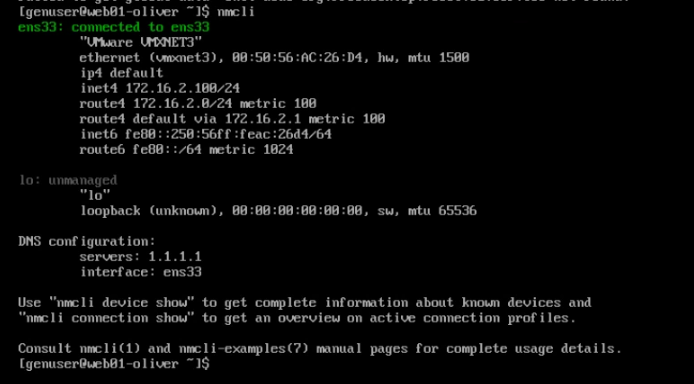 [genuser@web01-oliver ~]$ nmcli
ens33: connected to ens33
"VMware VMXNET3"
ethernet (vmxnet3), 00:50:56:AC:26:D4, hw, mtu 1500
ip4 default
inet4 172.16.2.100/24
route4 172.16.2.0/24 metric 100
route4 default via 172.16.2.1 metric 100
inet6 fe80::250:56ff:feac:26d4/64
route6 fe80::/64 metric 1024
lo: unmanaged
"lo"
loopback (unknown), 00:00:00:00:00:00, sw, mtu 65536
DNS configuration:
servers: 1.1.1.1
interface: ens33
Use "nmcli device show" to get complete information about known devices and
"nmcli connection show" to get an overview on active connection profiles.
Consult nmcli(1) and nmcli-examples(7) manual pages for complete usage details.
[genuser@web01-oliver ~]$